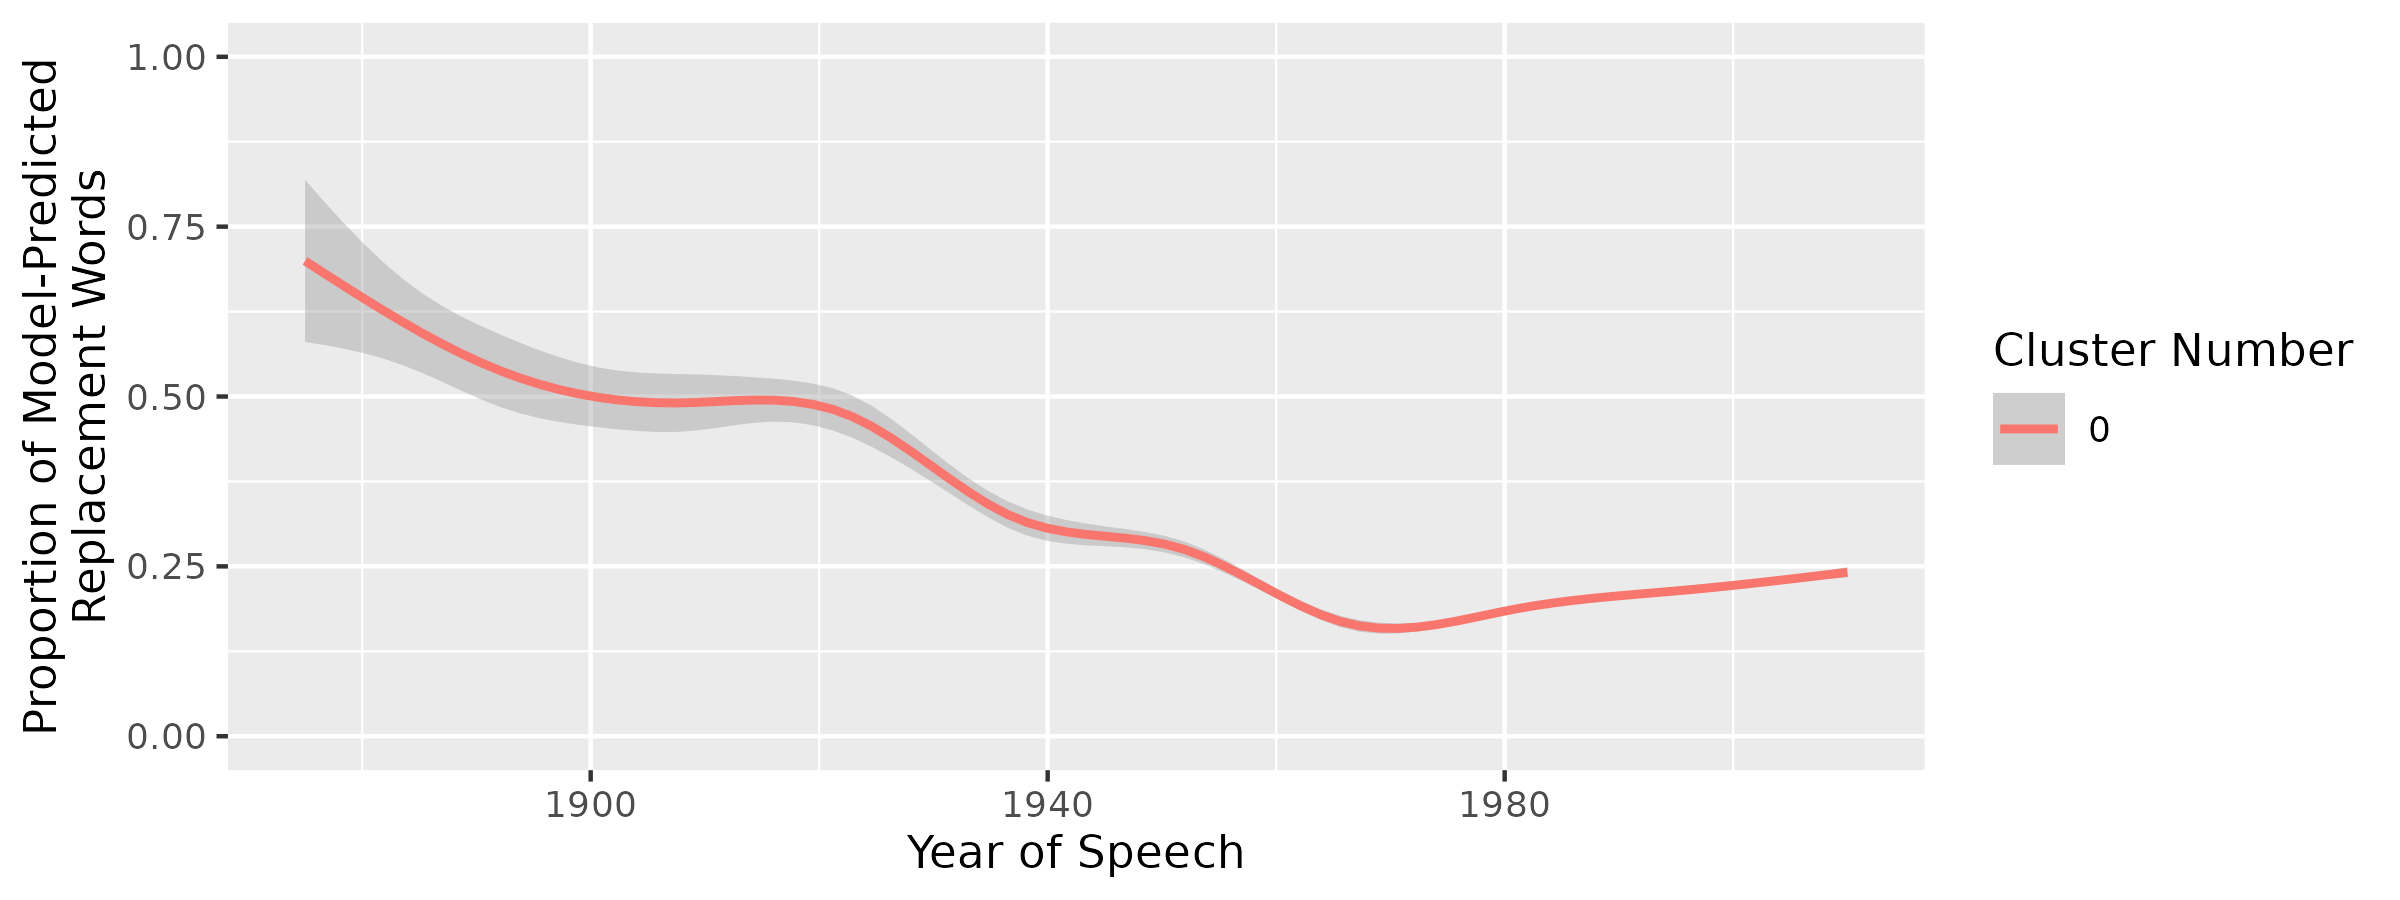 Proportion of Model-Predicted
Replacement Words
1.00
0.75
0.50
0.25
0.00
1900
1940
1980
Year of Speech
Cluster Number
0